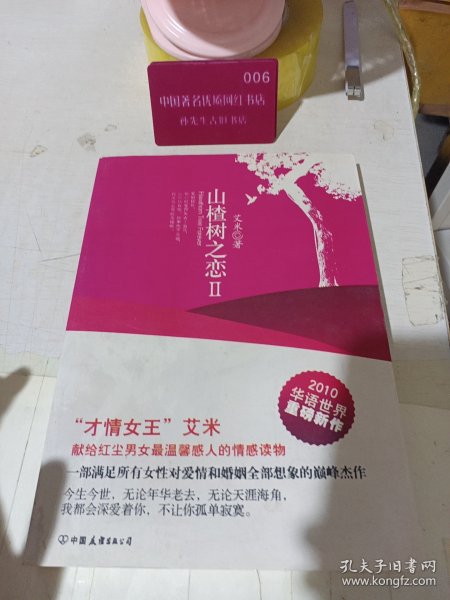 006
中国著名优质网红书店
孙先生古旧书店
山楂树之恋II
Hawthorn Tree Forever
艾米 著
2010
华语世界
重磅新作
“才情女王”艾米
献给红尘男女最温馨感人的情感读物
一部满足所有女性对爱情和婚姻全部想象的巅峰杰作
今生今世，无论年华老去，无论天涯海角，
我都会深爱着你，不让你孤单寂寞。
中国友谊出版公司
孔夫子旧书网
www.kongfz.com